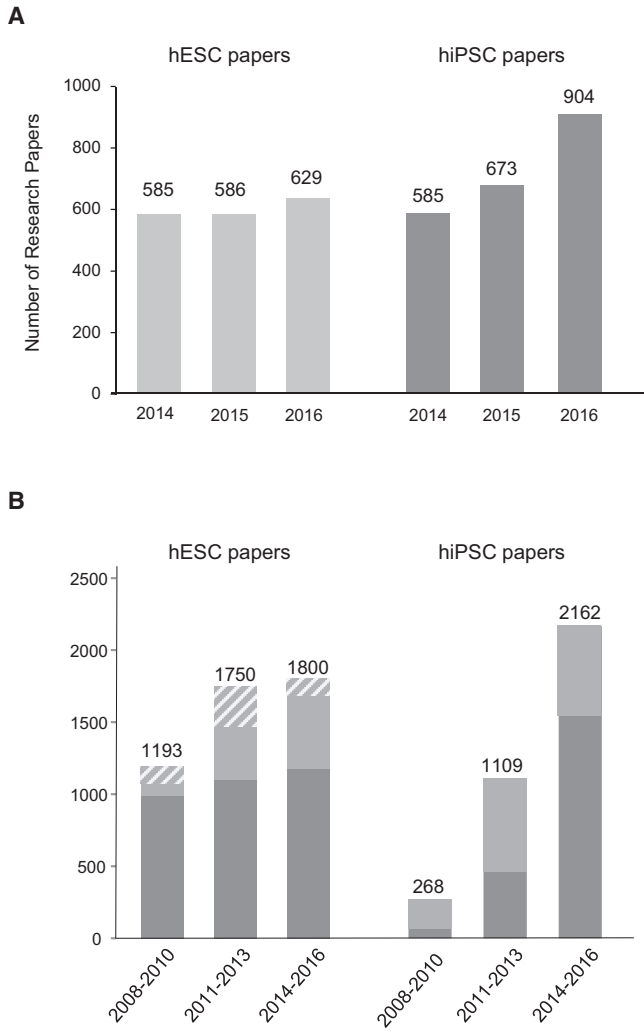 A
hESC papers hiPSC papers
Number of Research Papers
1000
800
600
400
200
0
585 586 629 585 673 904
2014 2015 2016 2014 2015 2016
B
hESC papers hiPSC papers
2500
2000
1500
1000
500
0
1193 1750 1800 268 1109 2162
2008-2010 2011-2013 2014-2016 2008-2010 2011-2013 2014-2016